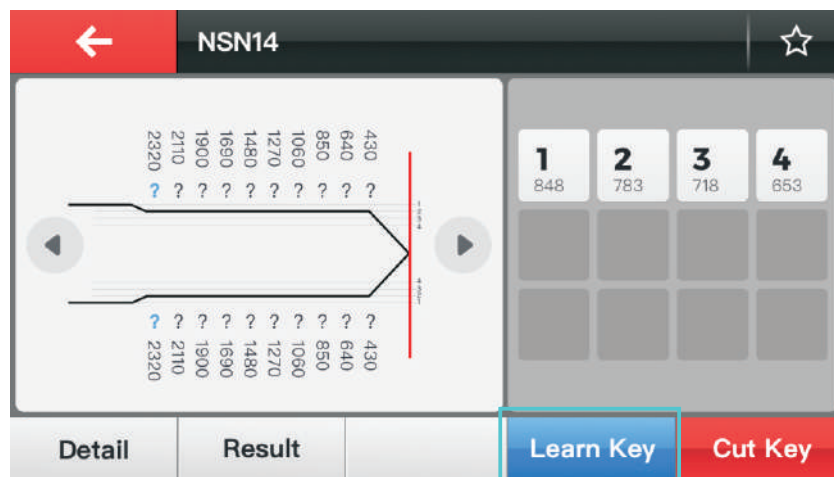 NSN14
2320 2110 1900 1690 1480 1270 1060 850 640 430
? ? ? ? ? ? ? ? ? ?
? ? ? ? ? ? ? ? ? ?
2320 2110 1900 1690 1480 1270 1060 850 640 430
1 2 3 4
848 783 718 653
Detail Result Learn Key Cut Key